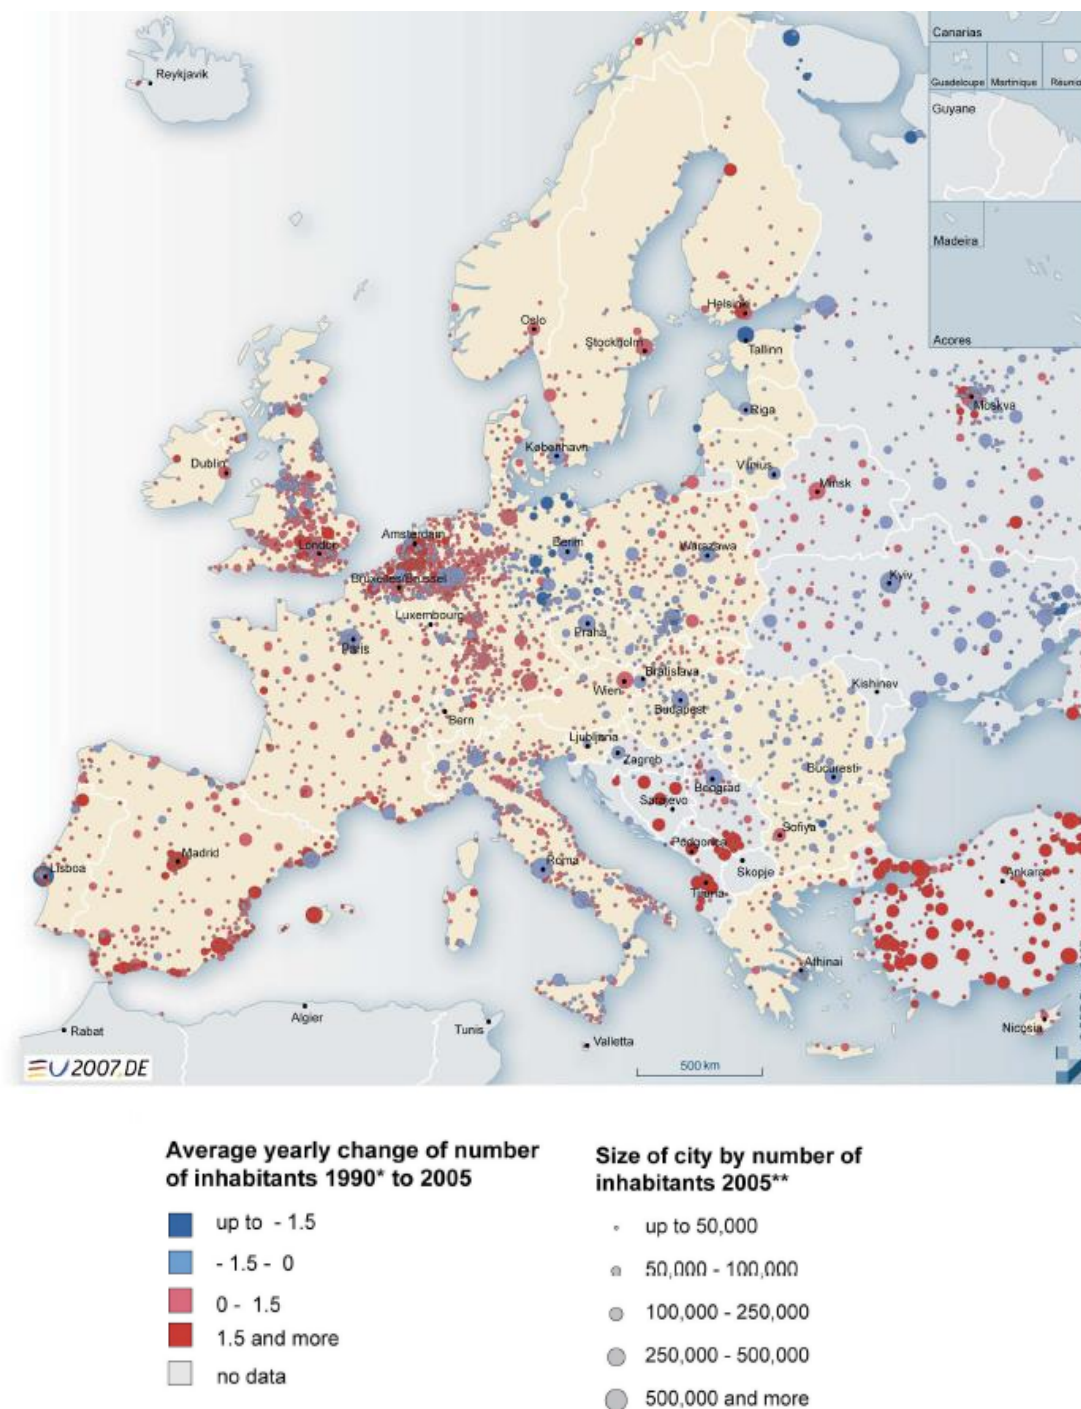 Canarias
Reykjavik
Guadeloupe
Martinique
Réunio
Guyane
Madeira
Helsinki
Oslo
Stockholm
Acores
Tallinn
Riga
Moskva
Dublin
København
Vilnius
Minsk
London
Amsterdam
Berlin
Warszawa
Bruxelles/Brussel
Kyiv
Luxembourg
Paris
Praha
Bratislava
Wien
Kishinev
Bern
Budapest
Ljubljana
Zagreb
Bucuresti
Beograd
Sarajevo
Sofiya
Podgorica
Madrid
Roma
Skopje
Lisboa
Tirana
Ankara
Athinai
Rabat
Algier
Tunis
Nicosia
Valletta
EU2007.DE
500 km
Average yearly change of number
of inhabitants 1990* to 2005
up to - 1.5
- 1.5 - 0
0 - 1.5
1.5 and more
no data
Size of city by number of
inhabitants 2005**
up to 50,000
50,000 - 100,000
100,000 - 250,000
250,000 - 500,000
500,000 and more